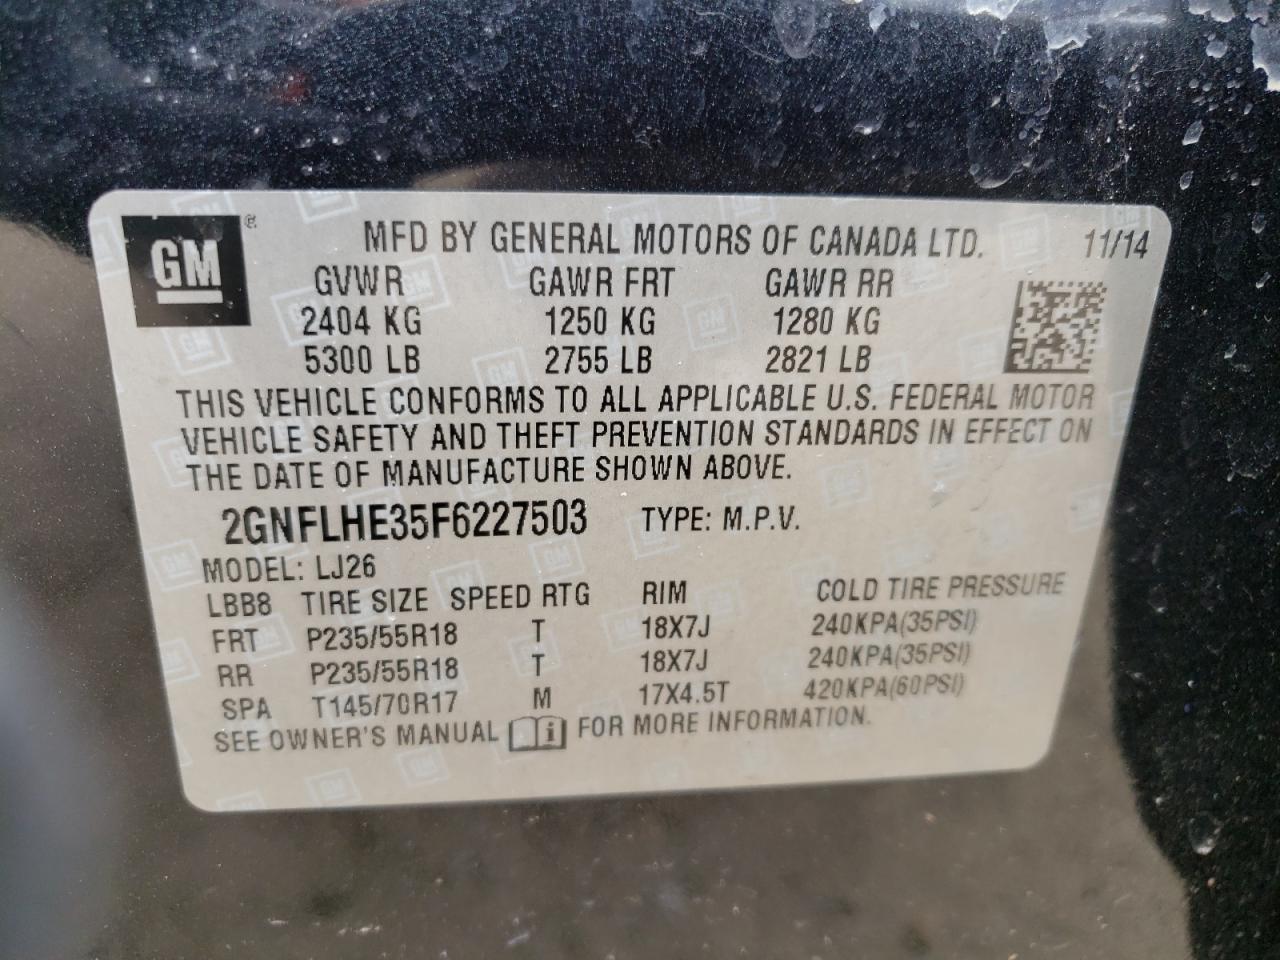 GM ©
MFD BY GENERAL MOTORS OF CANADA LTD. 11/14
GVWR GAWR FRT GAWR RR
2404 KG 1250 KG 1280 KG
5300 LB 2755 LB 2821 LB
THIS VEHICLE CONFORMS TO ALL APPLICABLE U.S. FEDERAL MOTOR
VEHICLE SAFETY AND THEFT PREVENTION STANDARDS IN EFFECT ON
THE DATE OF MANUFACTURE SHOWN ABOVE.
2GNFLHE35F6227503 TYPE: M.P.V.
MODEL: LJ26
LBB8 TIRE SIZE SPEED RTG RIM COLD TIRE PRESSURE
FRT P235/55R18 T 18X7J 240KPA(35PSI)
RR P235/55R18 T 18X7J 240KPA(35PSI)
SPA T145/70R17 M 17X4.5T 420KPA(60PSI)
SEE OWNER'S MANUAL i FOR MORE INFORMATION.